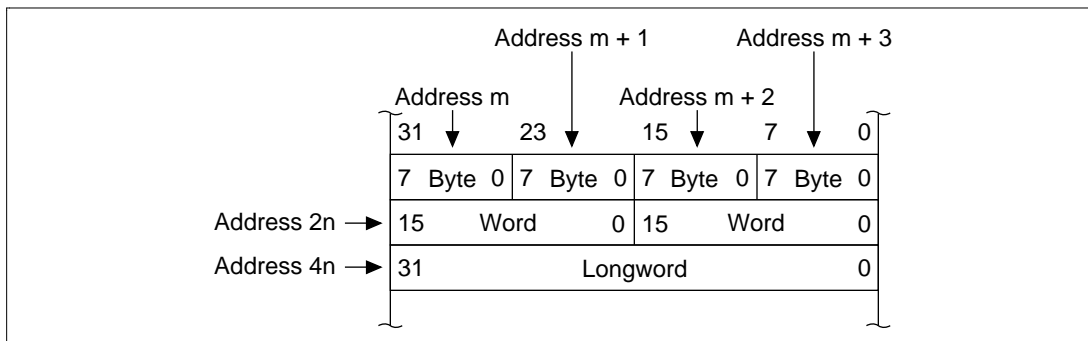 Address m + 1 Address m + 3
Address m Address m + 2
31 23 15 7 0
7 Byte 0 7 Byte 0 7 Byte 0 7 Byte 0
Address 2n 15 Word 0 15 Word 0
Address 4n 31 Longword 0